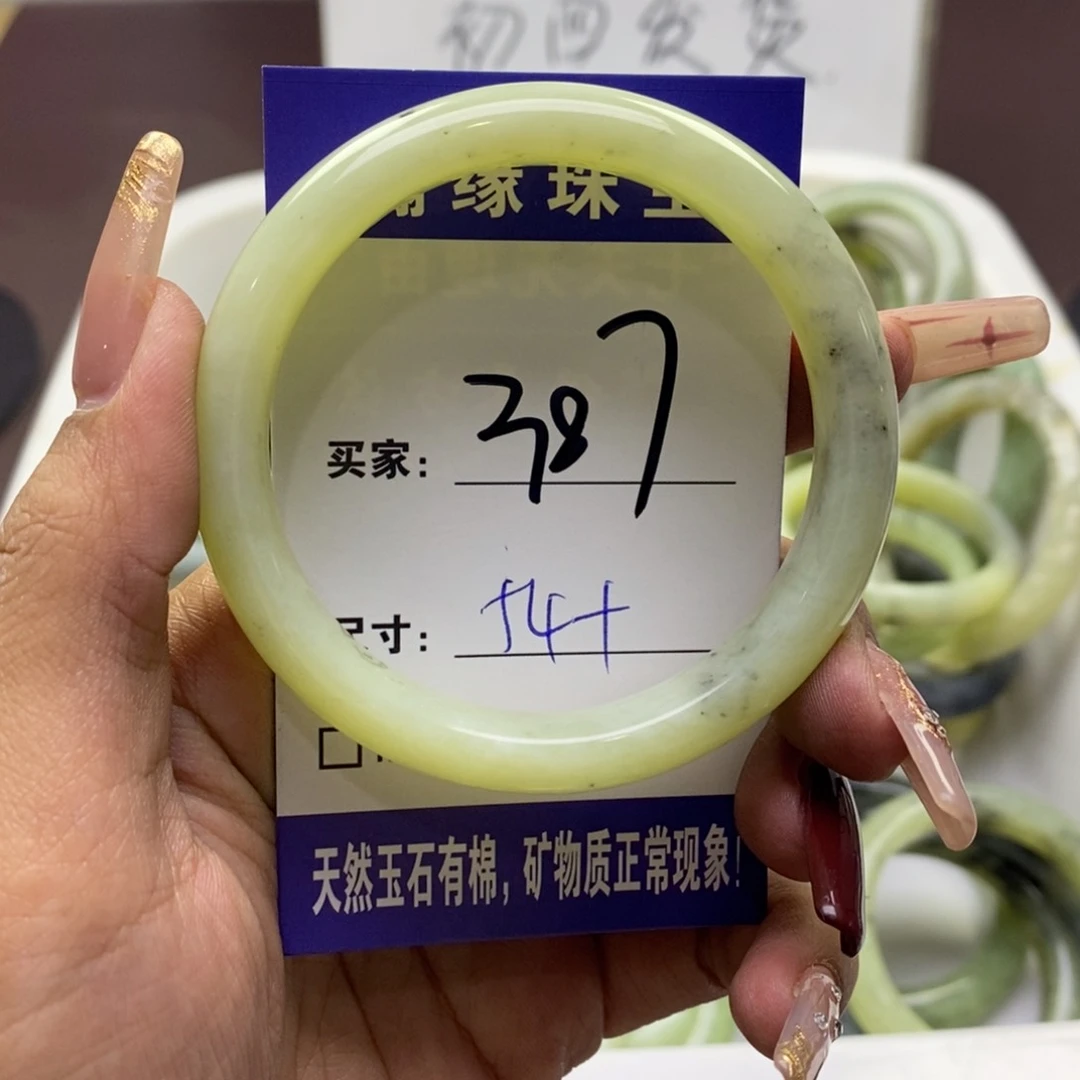 缘珠宝
买家: 387
尺寸: 54+
天然玉石有棉, 矿物质正常现象!